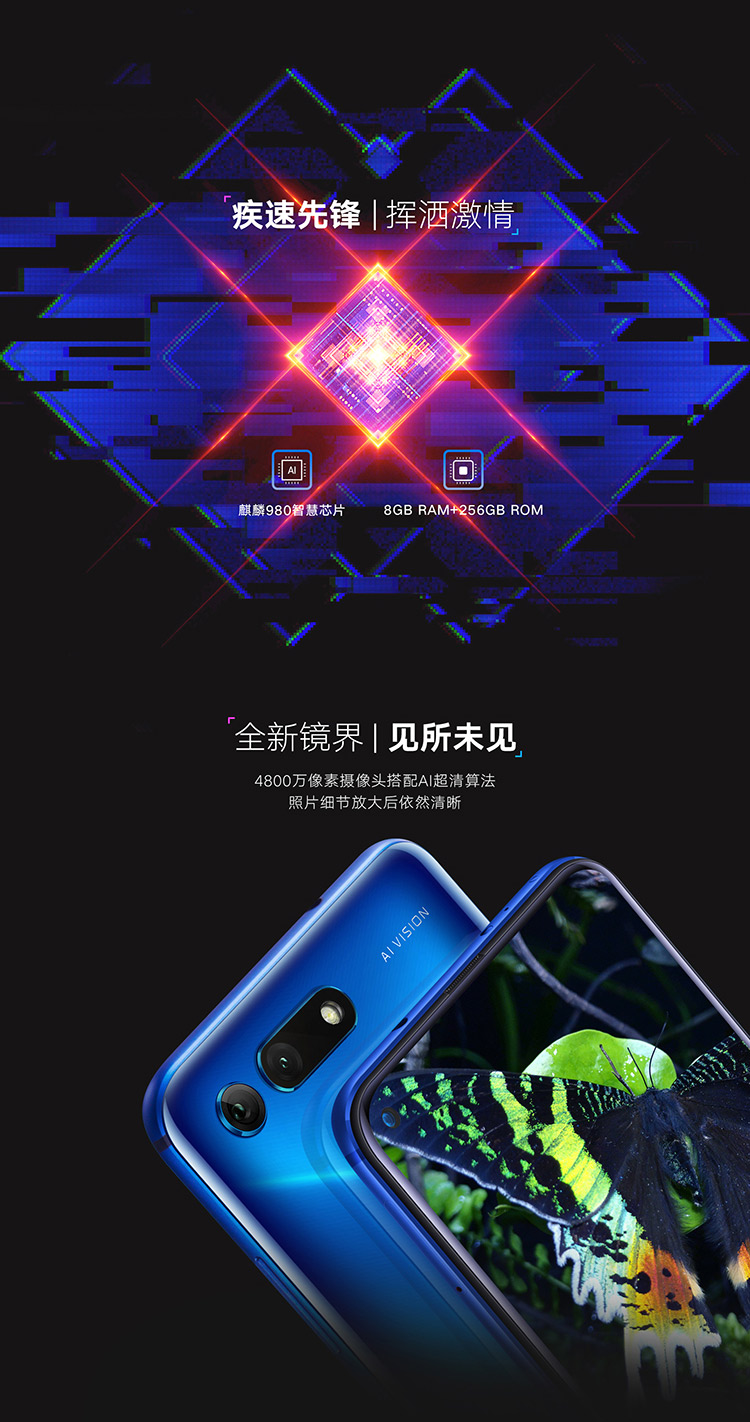 疾速先锋|挥洒激情
AI
麒麟980智慧芯片
8GB RAM+256GB ROM
全新镜界|见所未见
4800万像素摄像头搭配AI超清算法
照片细节放大后依然清晰
AI VISION